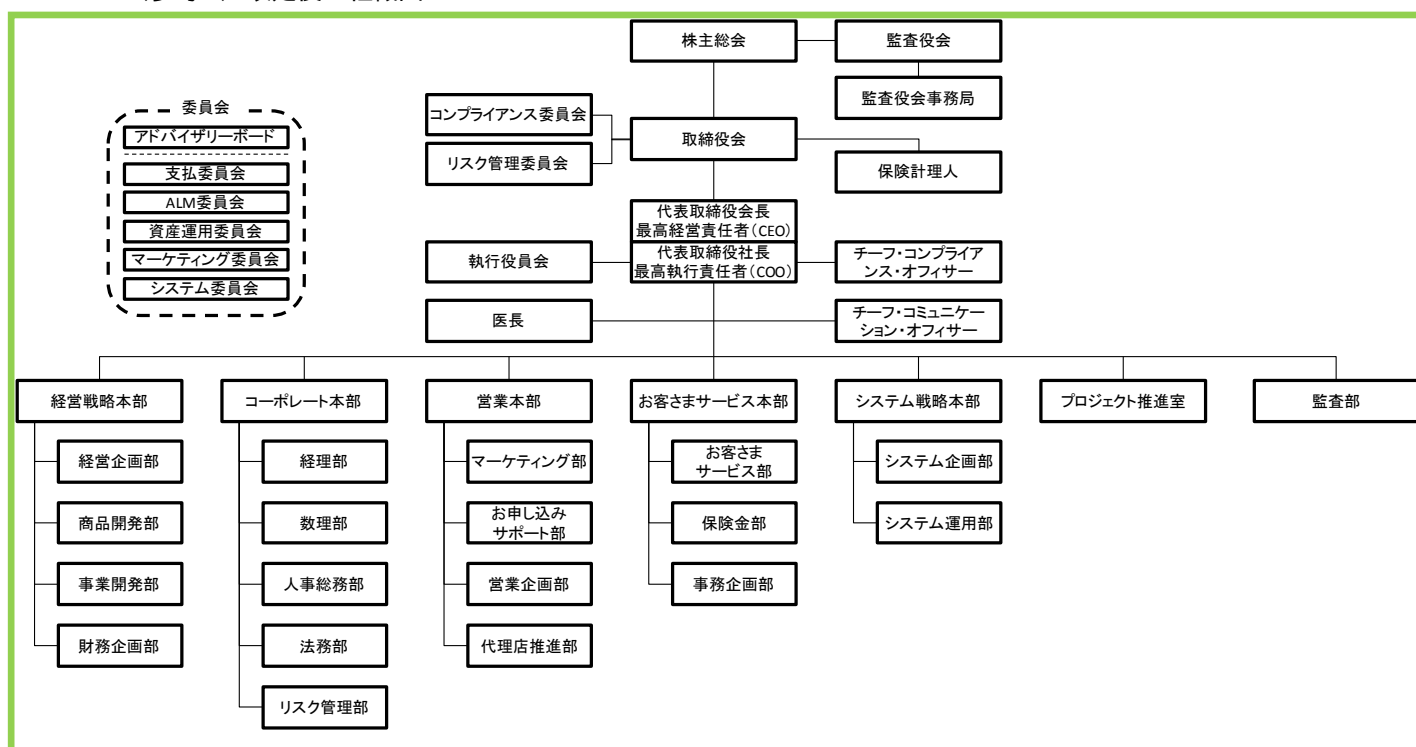 株主総会
監査役会
監査役会事務局
コンプライアンス委員会
取締役会
リスク管理委員会
保険計理人
委員会
アドバイザリーボード
支払委員会
ALM委員会
資産運用委員会
マーケティング委員会
システム委員会
代表取締役会長
最高経営責任者(CEO)
執行役員会
代表取締役社長
最高執行責任者(COO)
チーフ・コンプライア
ンス・オフィサー
医長
チーフ・コミュニケー
ション・オフィサー
経営戦略本部
コーポレート本部
営業本部
お客さまサービス本部
システム戦略本部
プロジェクト推進室
監査部
経営企画部
商品開発部
事業開発部
財務企画部
経理部
数理部
人事総務部
法務部
リスク管理部
マーケティング部
お申し込み
サポート部
営業企画部
代理店推進部
お客さま
サービス部
保険金部
事務企画部
システム企画部
システム運用部